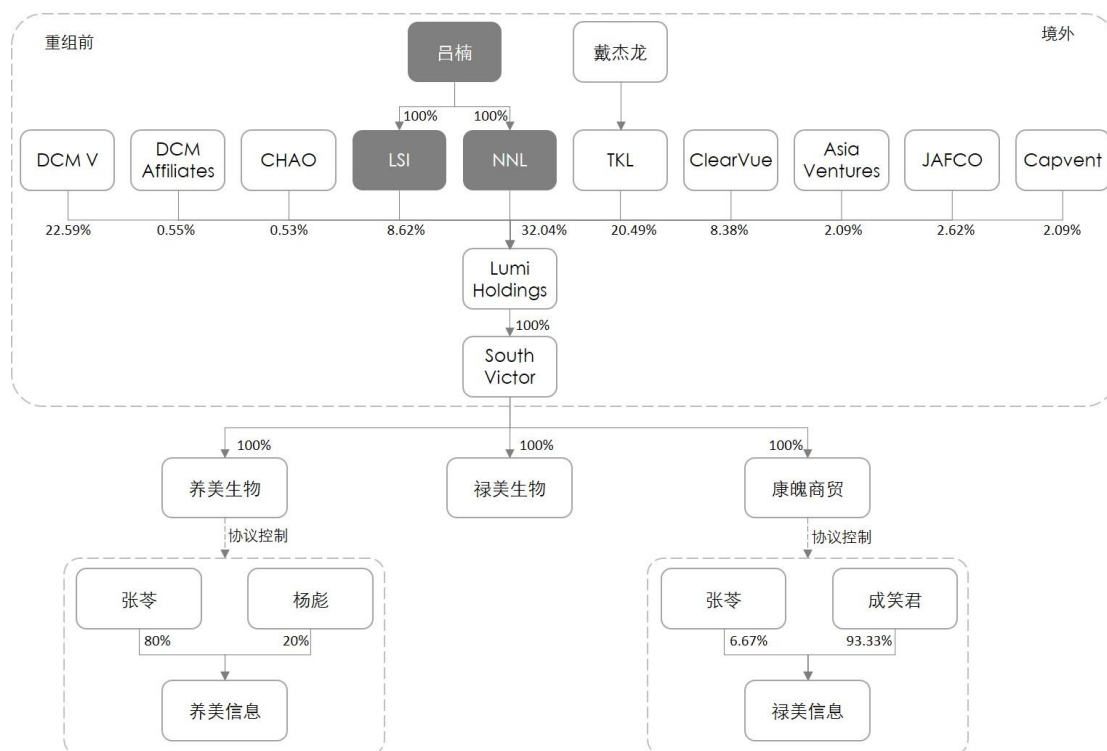 重组前
境外
吕楠
戴杰龙
100%
100%
DCM V
DCM
Affiliates
CHAO
LSI
NNL
TKL
ClearVue
Asia
Ventures
JAFCO
Capvent
22.59%
0.55%
0.53%
8.62%
32.04%
20.49%
8.38%
2.09%
2.62%
2.09%
Lumi
Holdings
100%
South
Victor
100%
100%
100%
养美生物
禄美生物
康魄商贸
协议控制
协议控制
张苓
杨彪
张苓
成笑君
80%
20%
6.67%
93.33%
养美信息
禄美信息